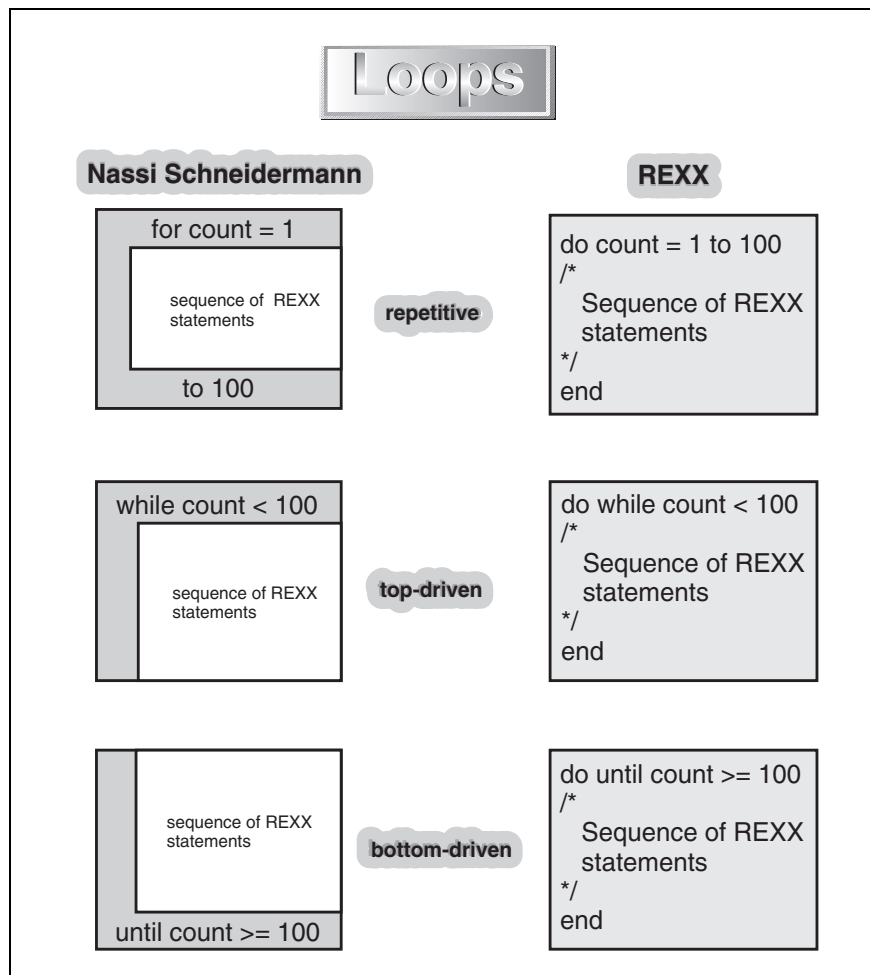 Loops
Nassi Schneidermann
REXX
for count = 1
sequence of REXX
statements
to 100
repetitive
do count = 1 to 100
/*
Sequence of REXX
statements
*/
end
while count < 100
sequence of REXX
statements
top-driven
do while count < 100
/*
Sequence of REXX
statements
*/
end
sequence of REXX
statements
until count >= 100
bottom-driven
do until count >= 100
/*
Sequence of REXX
statements
*/
end